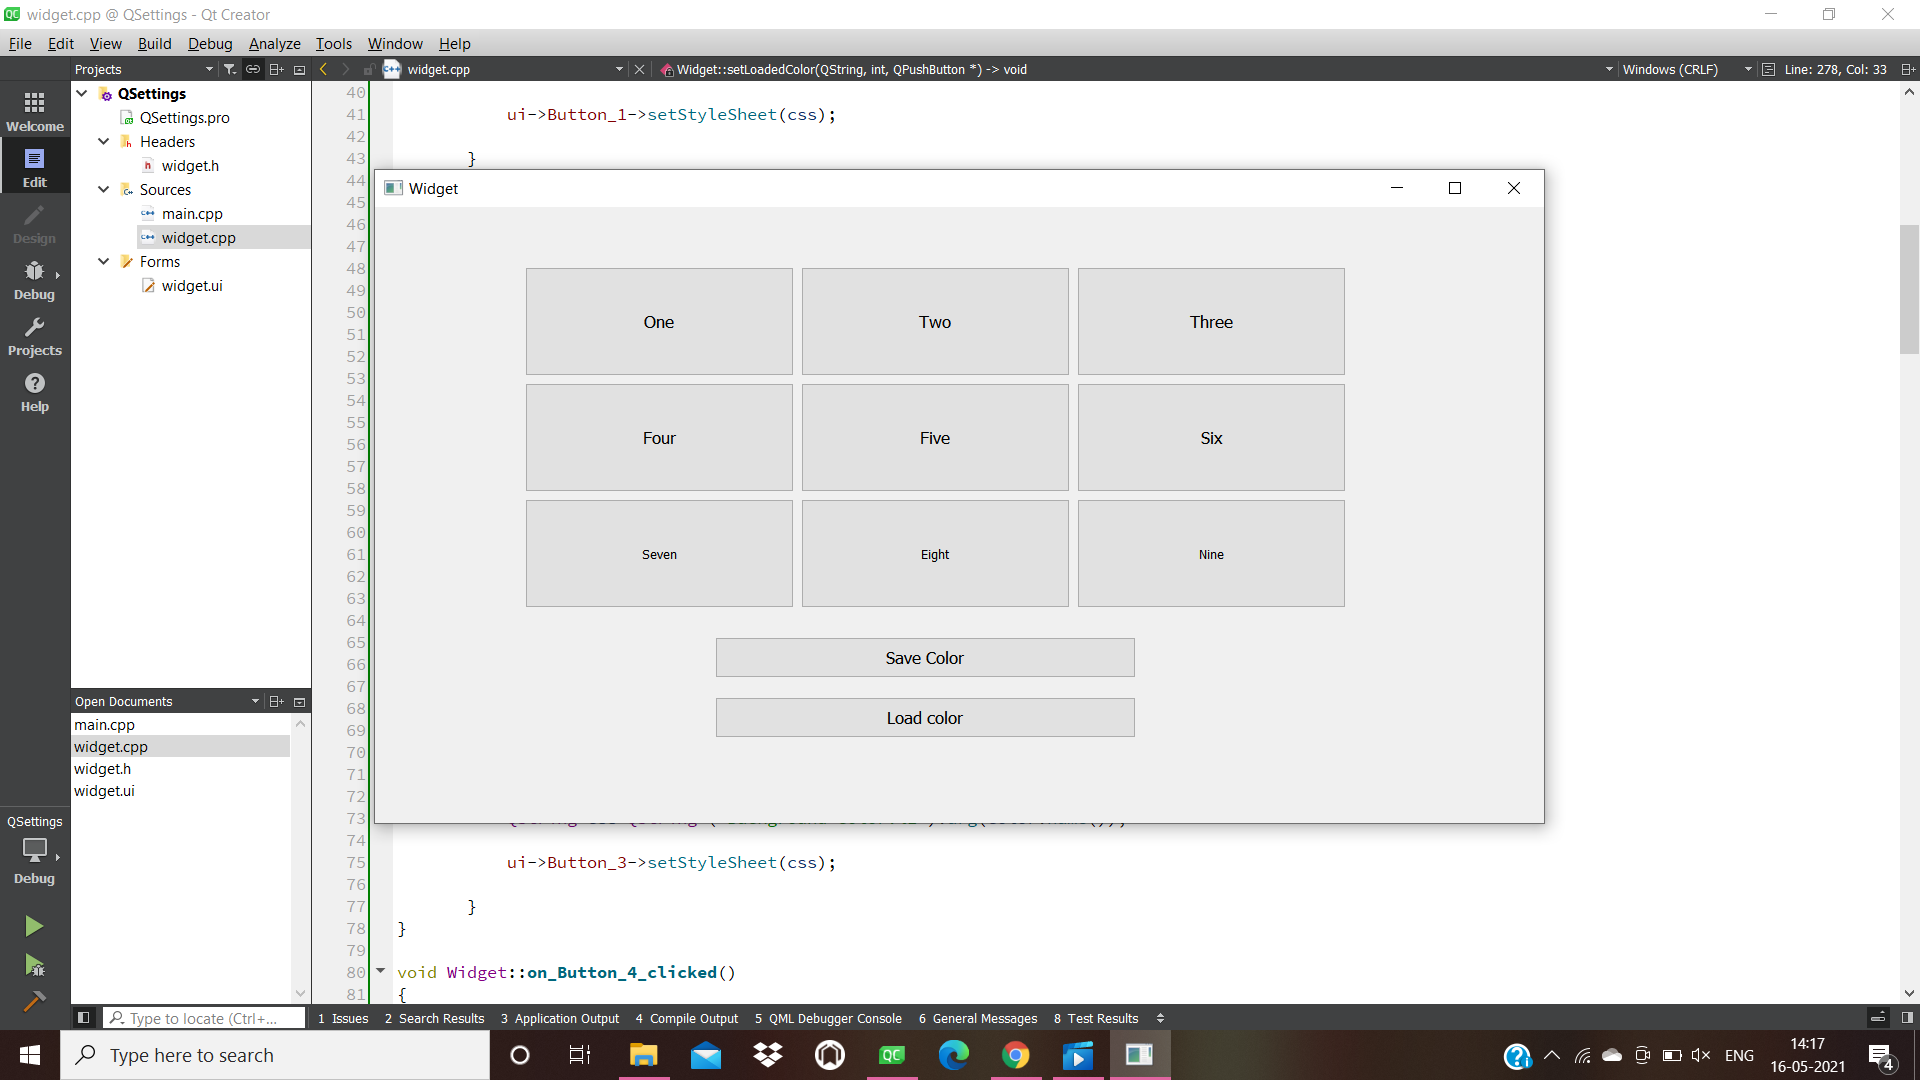 widget.cpp @ QSettings - Qt Creator
File Edit View Build Debug Analyze Tools Window Help
Projects widget.cpp Widget::setLoadedColor(QString, int, QPushButton *) -> void Windows (CRLF) Line: 278, Col: 33
Welcome
Edit
Design
Debug
Projects
Help
QSettings
QSettings.pro
Headers
widget.h
Sources
main.cpp
widget.cpp
Forms
widget.ui
Open Documents
main.cpp
widget.cpp
widget.h
widget.ui
QSettings
Debug
40
41 ui->Button_1->setStyleSheet(css);
42
43 }
44
45
46
47
48
49
50
51
52
53
54
55
56
57
58
59
60
61
62
63
64
65
66
67
68
69
70
71
72
73
74
75 ui->Button_3->setStyleSheet(css);
76
77 }
78 }
79
80 void Widget::on_Button_4_clicked()
81 {
Widget
One Two Three
Four Five Six
Seven Eight Nine
Save Color
Load color
Type to locate (Ctrl+... 1 Issues 2 Search Results 3 Application Output 4 Compile Output 5 QML Debugger Console 6 General Messages 8 Test Results
Type here to search
ENG
14:17
16-05-2021
4